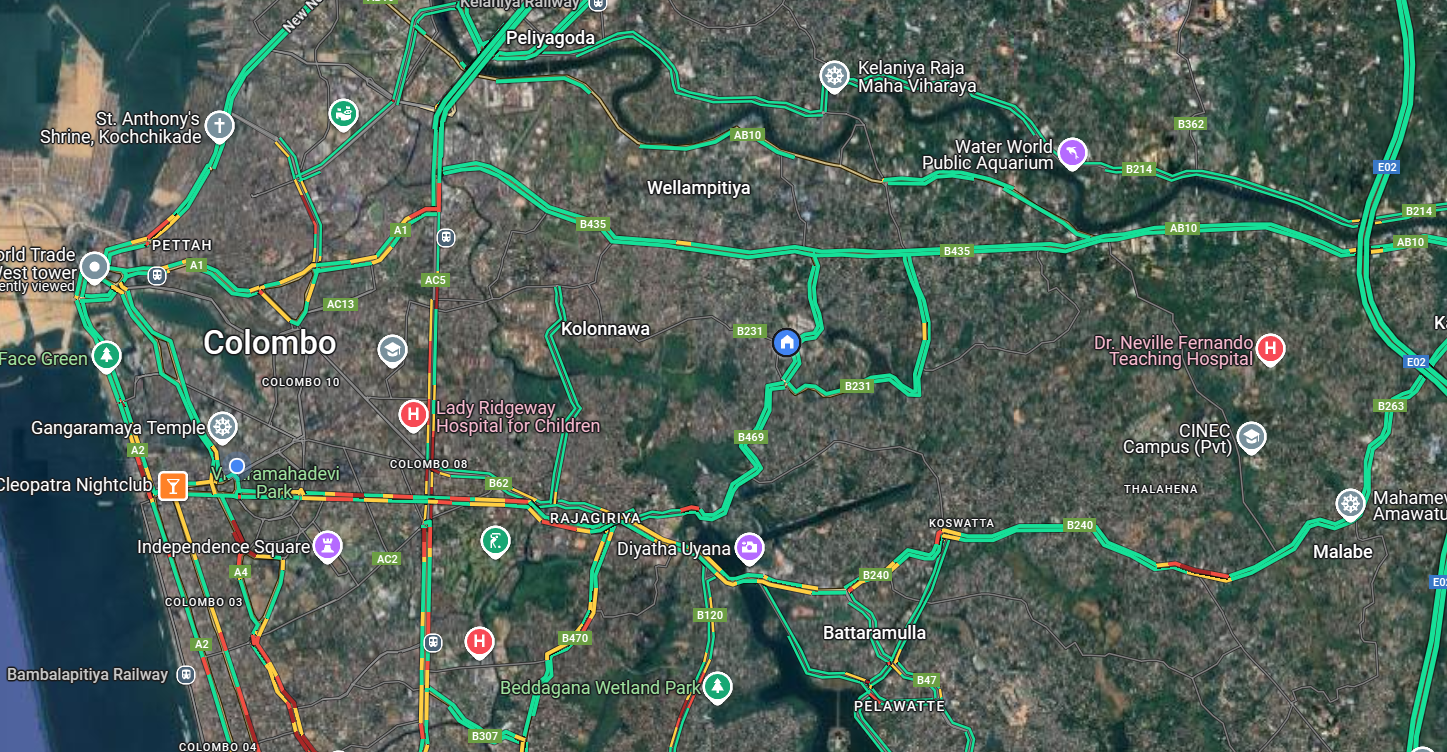 Kelaniya Railway
New N
Peliyagoda
Kelaniya Raja
Maha Viharaya
St. Anthony's
Shrine, Kochchikade
B362
AB10
Water World
Public Aquarium
B214
E02
Wellampitiya
B214
B435
AB10
A1
PETTAH
AB10
B435
orld Trade
West tower
ently viewed
A1
AC5
AC13
Kolonnawa
B231
Colombo
Dr. Neville Fernando
Teaching Hospital
Face Green
E02
COLOMBO 10
B231
B263
Lady Ridgeway
Hospital for Children
Gangaramaya Temple
B469
CINEC
Campus (Pvt)
A2
COLOMBO 08
Park
Cleopatra Nightclub
B62
THALAHENA
Mahamev
Amawatu
RAJAGIRIYA
KOSWATTA
B240
Independence Square
Diyatha Uyana
Malabe
AC2
A4
B240
COLOMBO 03
B120
Battaramulla
B470
A2
Bambalapitiya Railway
B47
Beddagana Wetland Park
PELAWATTE
B307
COLOMBO 04